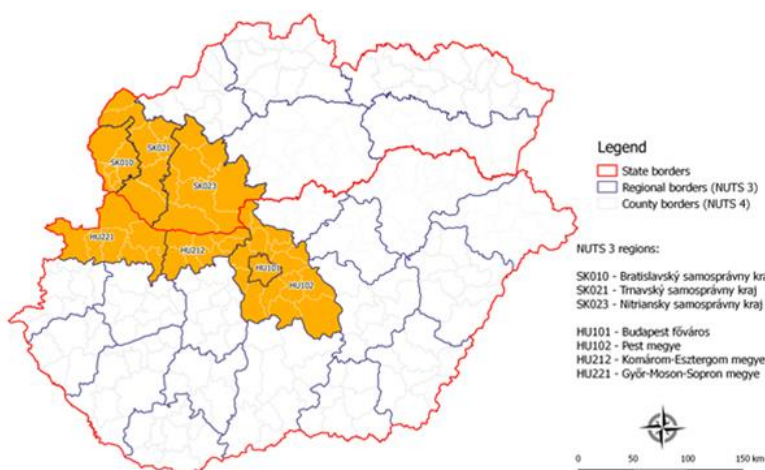 SK021
SK010
SK023
HU221
HU212
HU101
HU102
Legend
State borders
Regional borders (NUTS 3)
County borders (NUTS 4)
NUTS 3 regions:
SK010 - Bratislavský samosprávny kra
SK021 - Trnavský samosprávny kraj
SK023 - Nitriansky samosprávny kraj
HU101 - Budapest főváros
HU102 - Pest megye
HU212 - Komárom-Esztergom megye
HU221 - Győr-Moson-Sopron megye
0 50 100 150 km